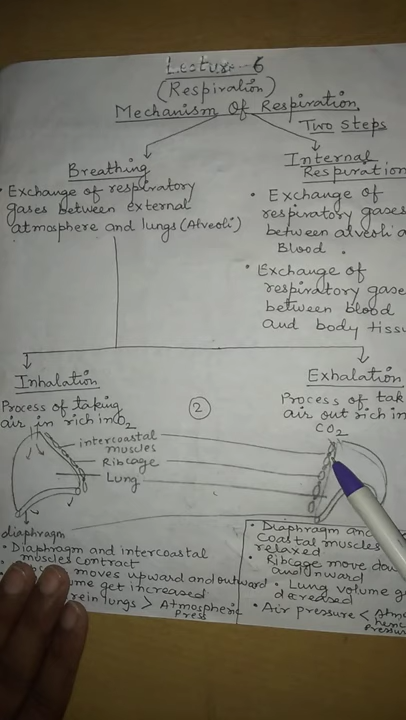 Lecture-6
(Respiration)
Mechanism Of Respiration
Two Steps
Breathing
• Exchange of respiratory
gases between external
atmosphere and lungs (Alveoli)
Internal
Respiration
• Exchange of
respiratory gases
between alveoli a
Blood.
• Exchange of
respiratory gase
between blood
and body tissu
Inhalation
Process of taking
air in rich in O2
2
Exhalation
Process of tak
air out rich in
CO2
intercoastal
muscles
Ribcage
Lung
diaphragm
• Diaphragm and intercoastal
muscles contract
moves upward and outward
ume get increased
re in lungs > Atmospheric
Press
• Diaphragm and
coastal muscles
relaxed
• Ribcage move dow
and inward
• Lung volume g
decreased
• Air pressure < Atmo
heric
Pressur